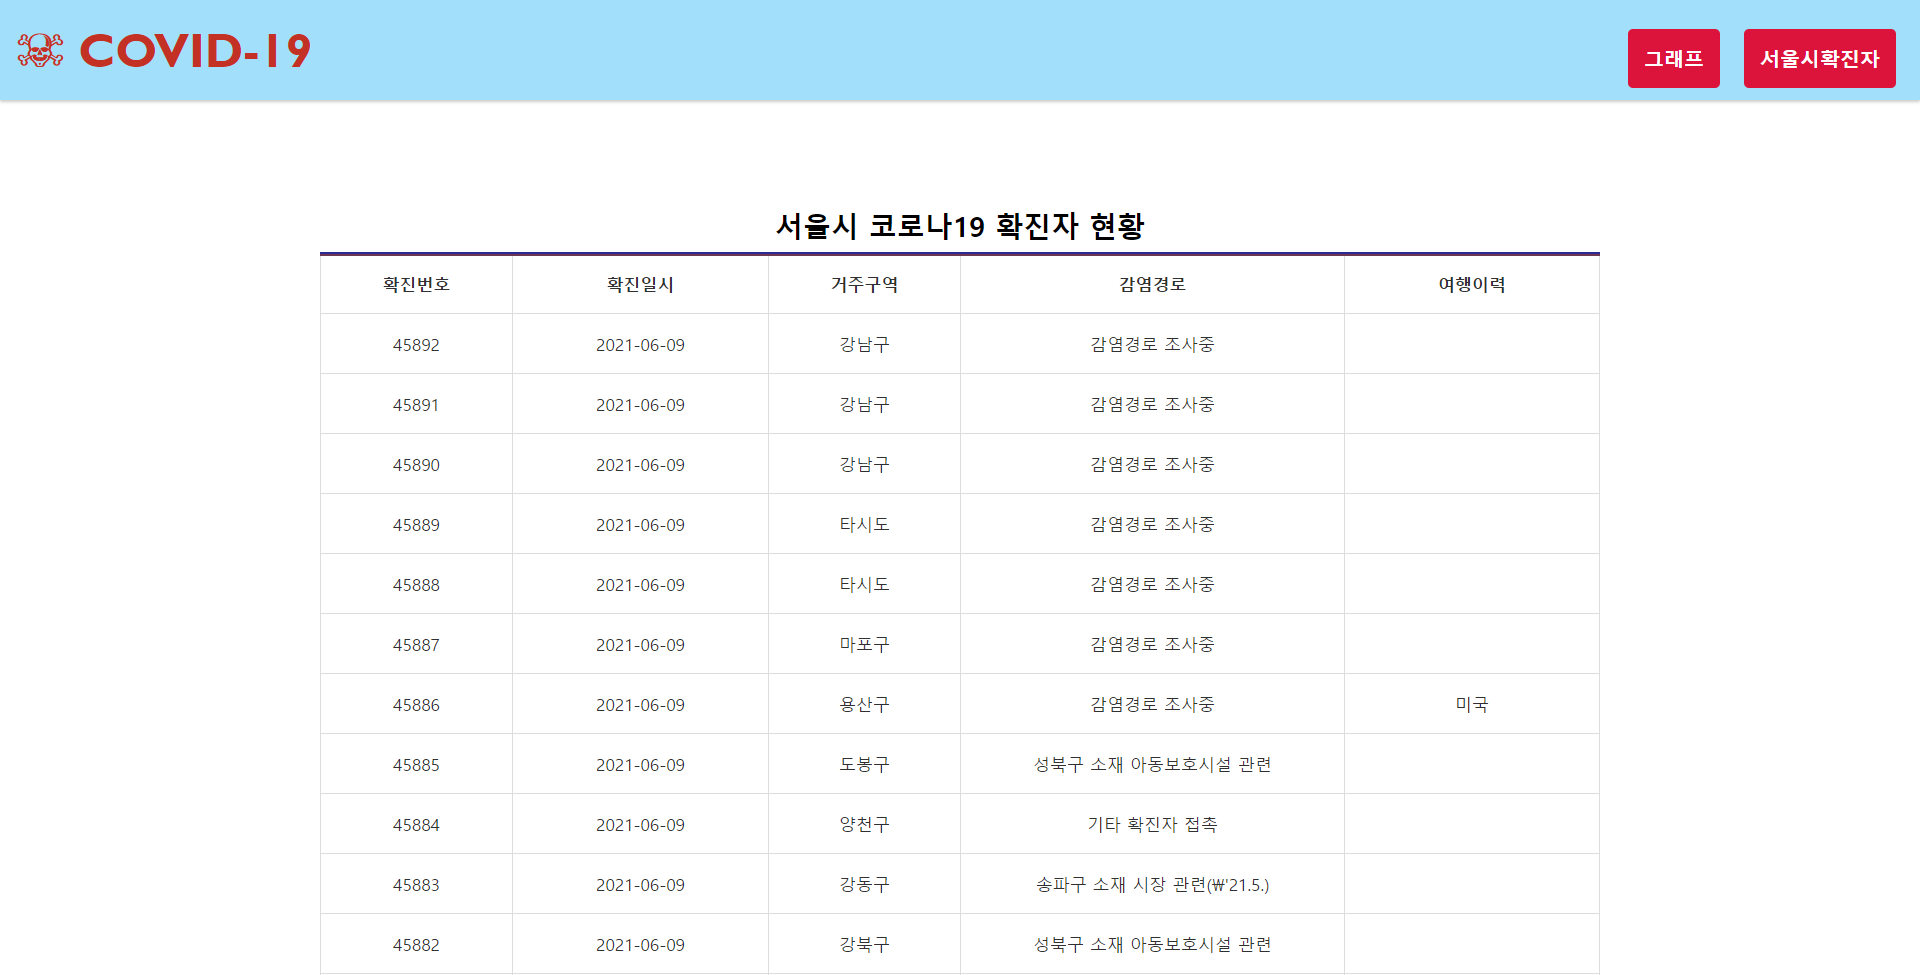 COVID-19
그래프
서울시확진자
서울시 코로나19 확진자 현황
확진번호 확진일시 거주구역 감염경로 여행이력
45892 2021-06-09 강남구 감염경로 조사중
45891 2021-06-09 강남구 감염경로 조사중
45890 2021-06-09 강남구 감염경로 조사중
45889 2021-06-09 타시도 감염경로 조사중
45888 2021-06-09 타시도 감염경로 조사중
45887 2021-06-09 마포구 감염경로 조사중
45886 2021-06-09 용산구 감염경로 조사중 미국
45885 2021-06-09 도봉구 성북구 소재 아동보호시설 관련
45884 2021-06-09 양천구 기타 확진자 접촉
45883 2021-06-09 강동구 송파구 소재 시장 관련(₩'21.5.)
45882 2021-06-09 강북구 성북구 소재 아동보호시설 관련